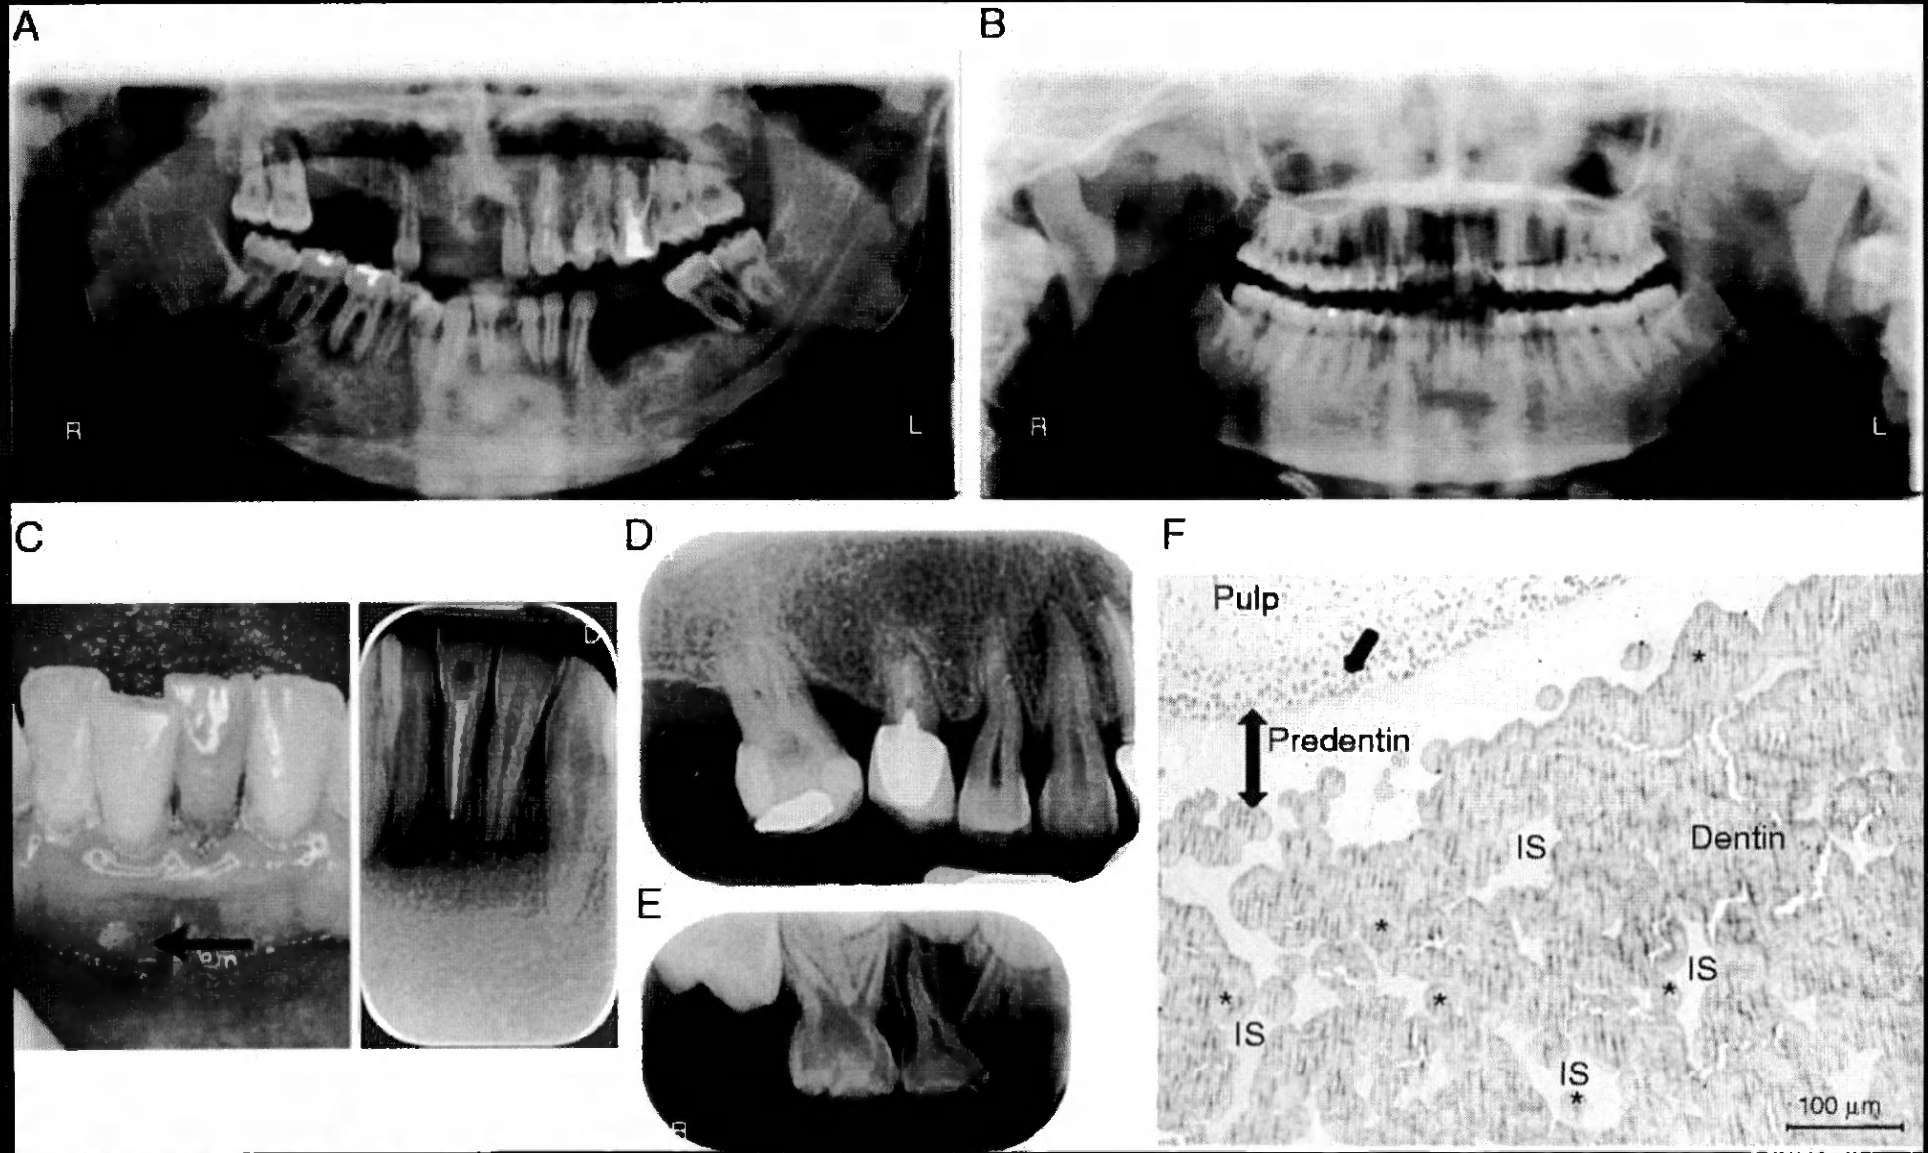 A
B
R
L
R
L
C
D
F
D
Pulp
Predentin
IS
Dentin
*
*
*
*
*
IS
IS
IS
*
100 µm
E
R